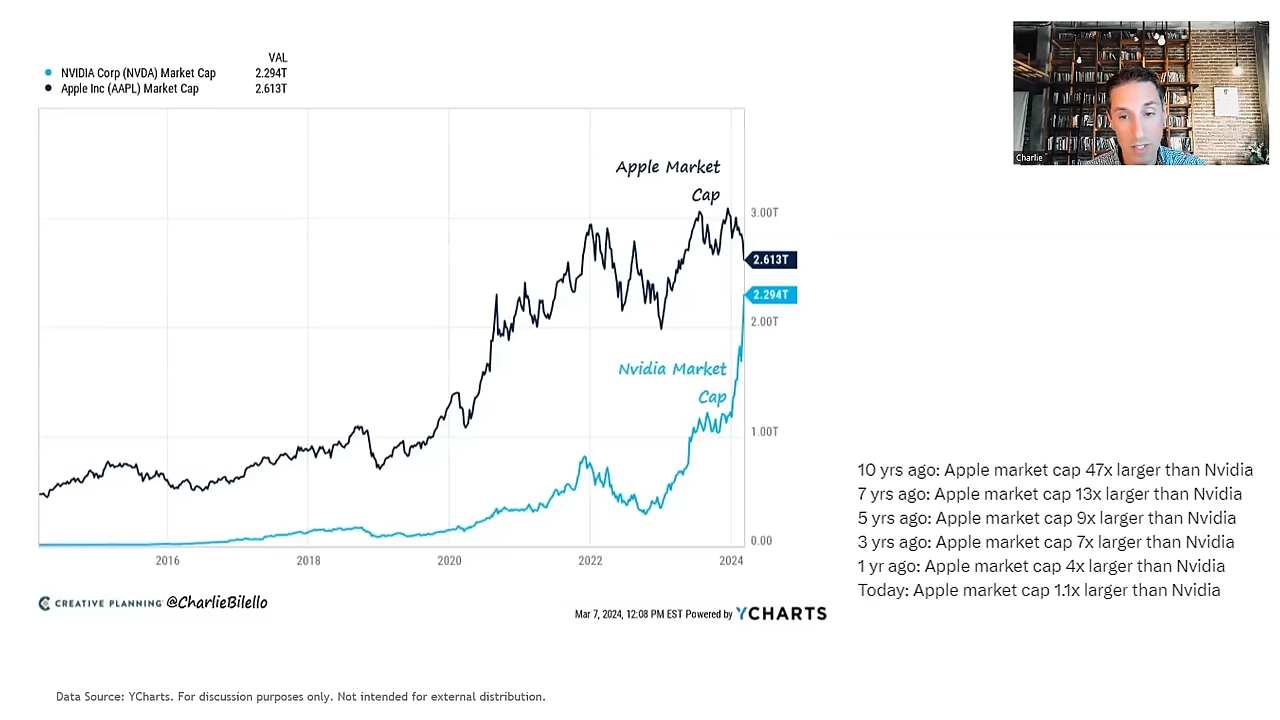 VAL
NVIDIA Corp (NVDA) Market Cap 2.294T
Apple Inc (AAPL) Market Cap 2.613T
Apple Market
Cap
3.00T
2.613T
2.294T
2.00T
Nvidia Market
Cap
1.00T
0.00
2016 2018 2020 2022 2024
CREATIVE PLANNING @CharlieBilello
Mar 7, 2024, 12:08 PM EST Powered by YCHARTS
Charlie
10 yrs ago: Apple market cap 47x larger than Nvidia
7 yrs ago: Apple market cap 13x larger than Nvidia
5 yrs ago: Apple market cap 9x larger than Nvidia
3 yrs ago: Apple market cap 7x larger than Nvidia
1 yr ago: Apple market cap 4x larger than Nvidia
Today: Apple market cap 1.1x larger than Nvidia
Data Source: YCharts. For discussion purposes only. Not intended for external distribution.